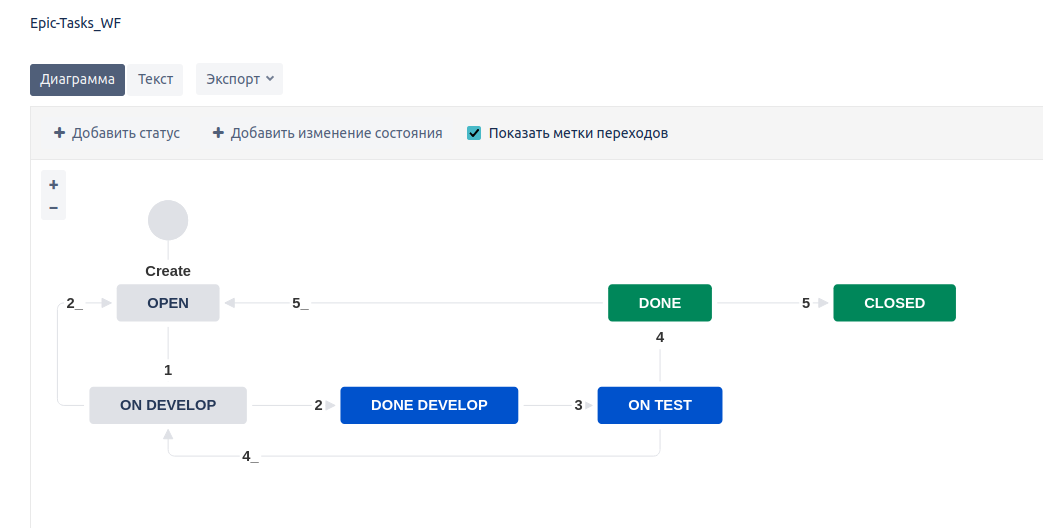 Epic-Tasks_WF
Диаграмма Текст Экспорт
+ Добавить статус + Добавить изменение состояния Показать метки переходов
+
−
Create
2_ OPEN 5_ DONE 5 CLOSED
4
1
ON DEVELOP 2 DONE DEVELOP 3 ON TEST
4_